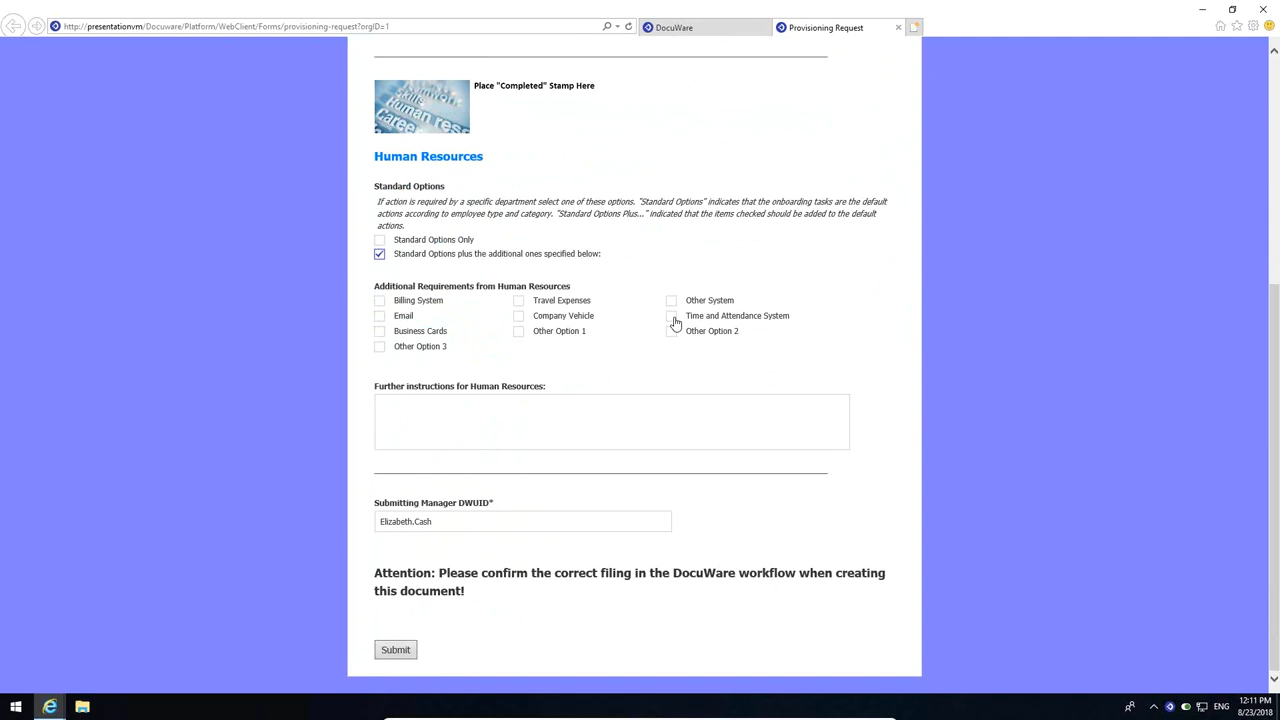 http://presentationvm/Docuware/Platform/WebClient/Forms/provisioning-request?orgID=1
DocuWare
Provisioning Request
Place "Completed" Stamp Here
Skills
Human res
Career
Human Resources
Standard Options
If action is required by a specific department select one of these options. "Standard Options" indicates that the onboarding tasks are the default
actions according to employee type and category. "Standard Options Plus..." indicated that the items checked should be added to the default
actions.
Standard Options Only
Standard Options plus the additional ones specified below:
Additional Requirements from Human Resources
Billing System
Travel Expenses
Other System
Email
Company Vehicle
Time and Attendance System
Business Cards
Other Option 1
Other Option 2
Other Option 3
Further instructions for Human Resources:
Submitting Manager DWUID*
Elizabeth.Cash
Attention: Please confirm the correct filing in the DocuWare workflow when creating
this document!
Submit
ENG
12:11 PM
8/23/2018